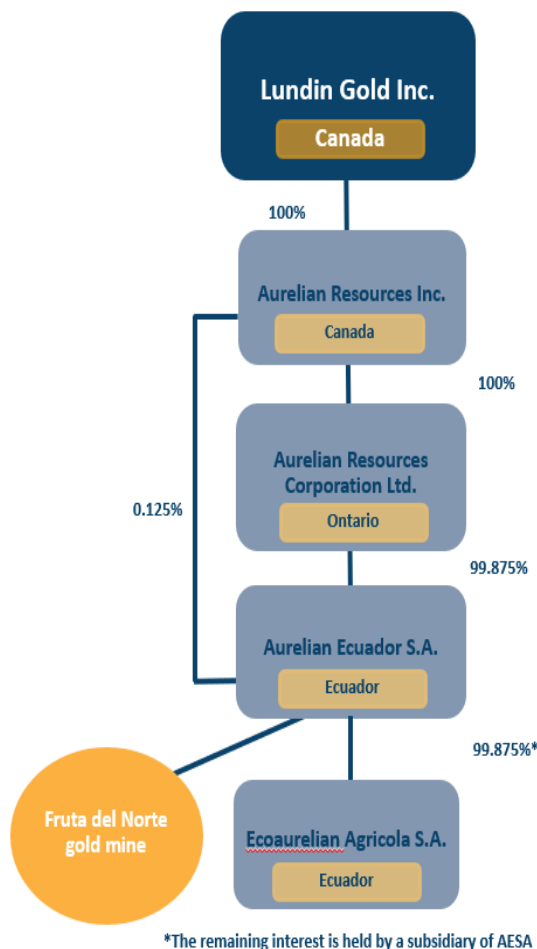 Lundin Gold Inc.
Canada
100%
Aurelian Resources Inc.
Canada
100%
Aurelian Resources
Corporation Ltd.
Ontario
0.125%
99.875%
Aurelian Ecuador S.A.
Ecuador
99.875%*
Fruta del Norte
gold mine
Ecoaurelian Agricola S.A.
Ecuador
*The remaining interest is held by a subsidiary of AESA